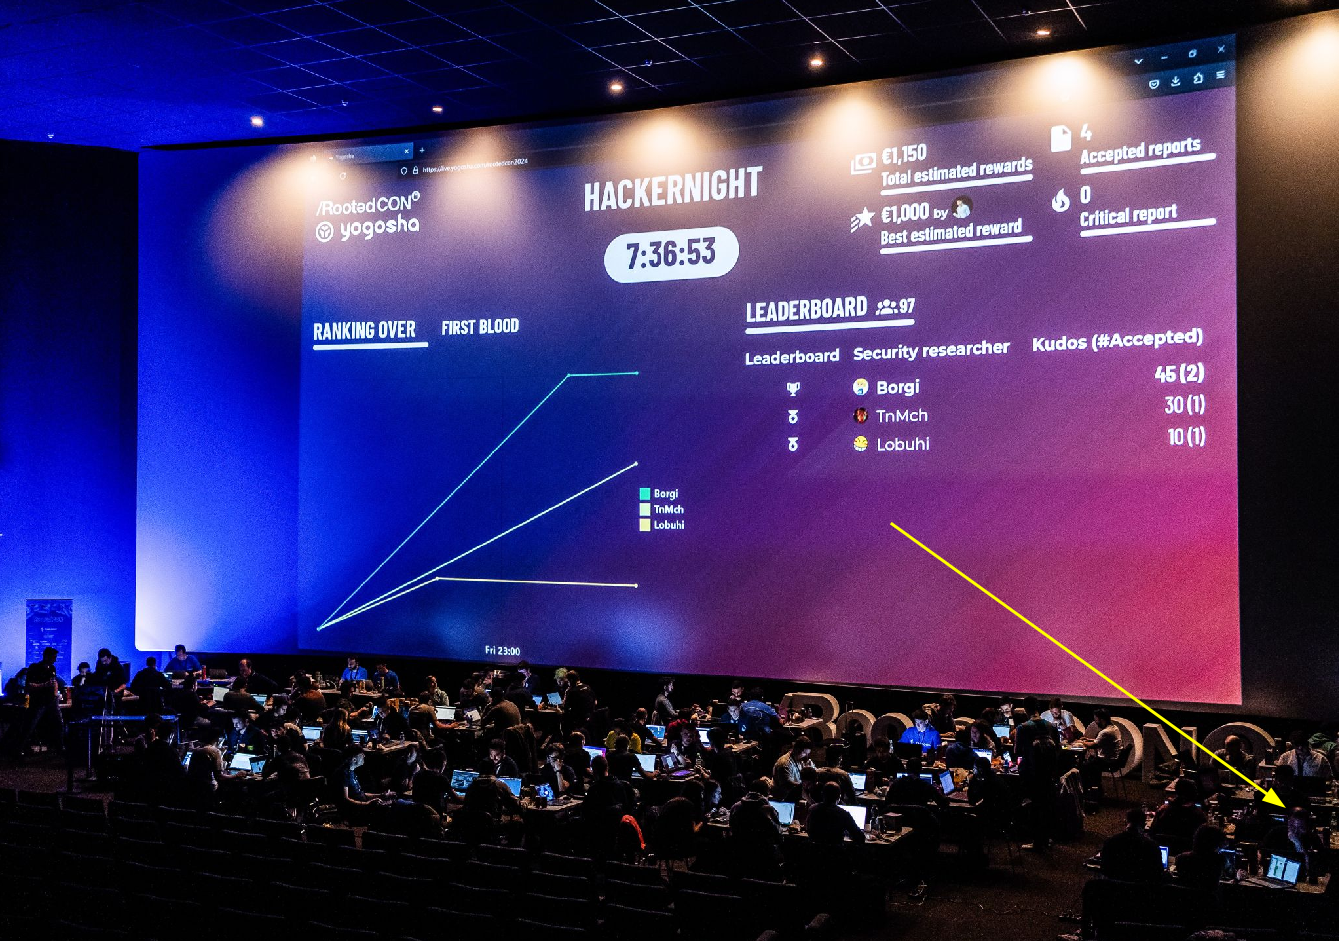 /RootedCON
yogosha
HACKERNIGHT
7:36:53
€1,150
Total estimated rewards
€1,000 by
Best estimated reward
4
Accepted reports
0
Critical report
RANKING OVER FIRST BLOOD
Borgi
TnMch
Lobuhi
Fri 23:00
LEADERBOARD 97
Leaderboard Security researcher Kudos (#Accepted)
Borgi 45 (2)
TnMch 30 (1)
Lobuhi 10 (1)